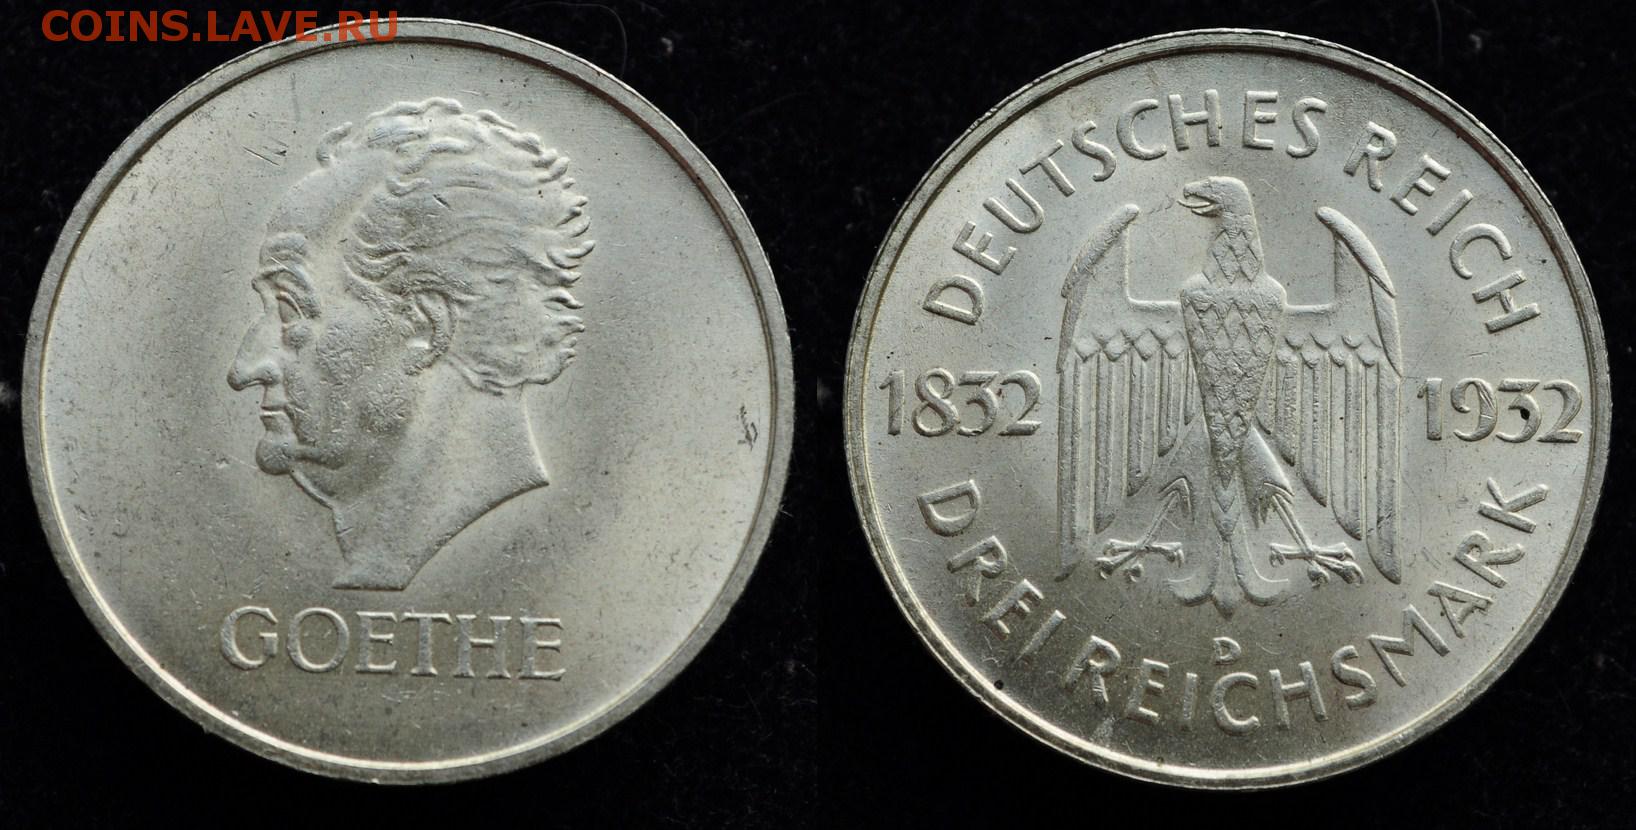 COINS.LAVE.RU
GOETHE
DEUTSCHES REICH
1832 1932
D
DREI REICHSMARK